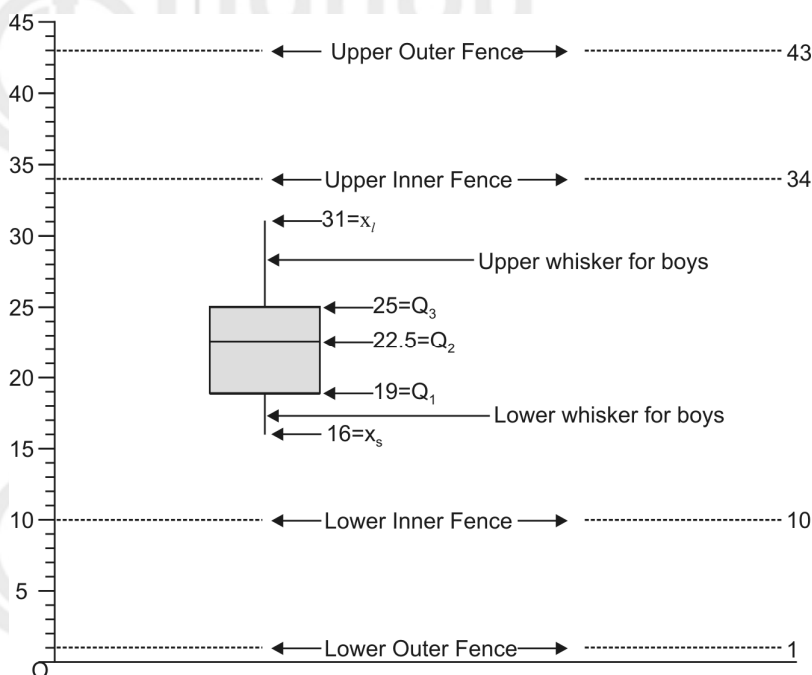 45
Upper Outer Fence
43
40
35
Upper Inner Fence
34
31=xₗ
30
Upper whisker for boys
25
25=Q₃
22.5=Q₂
20
19=Q₁
Lower whisker for boys
16=xₛ
15
10
Lower Inner Fence
10
5
Lower Outer Fence
1
O